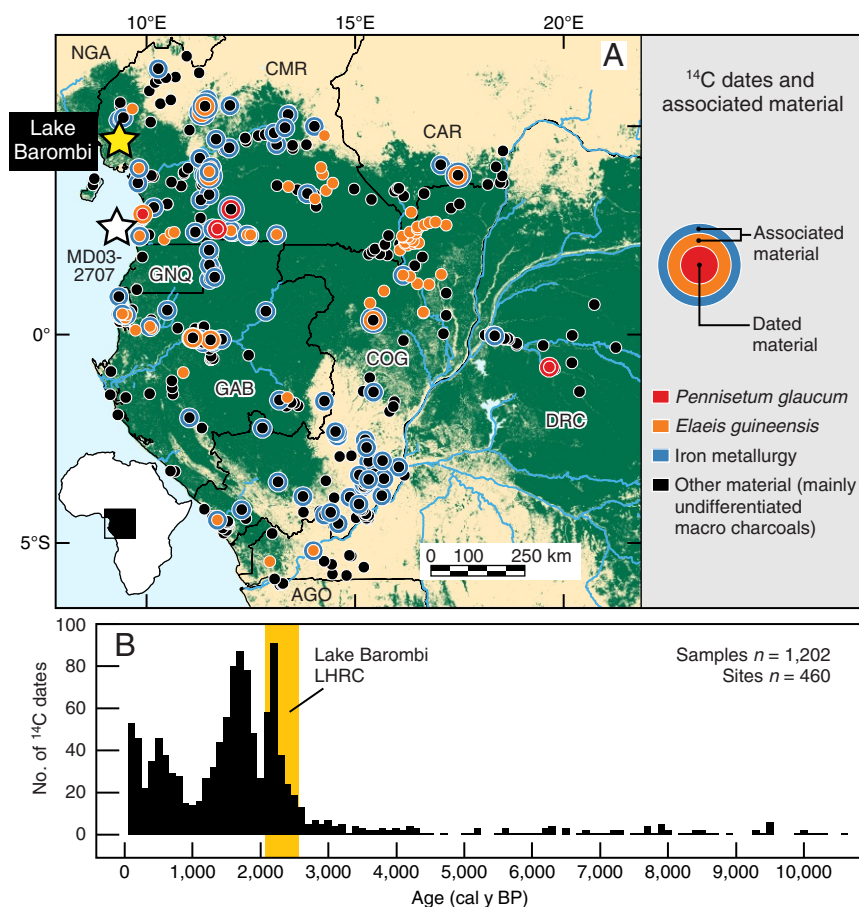 10°E 15°E 20°E
NGA
CMR
A
Lake
Barombi
CAR
MD03-
2707
GNQ
0°
COG
GAB
DRC
5°S
0 100 250 km
AGO
¹⁴C dates and
associated material
Associated
material
Dated
material
Pennisetum glaucum
Elaeis guineensis
Iron metallurgy
Other material (mainly
undifferentiated
macro charcoals)
B
100
80
60
40
20
0
No. of ¹⁴C dates
Lake Barombi
LHRC
Samples n = 1,202
Sites n = 460
0 1,000 2,000 3,000 4,000 5,000 6,000 7,000 8,000 9,000 10,000
Age (cal y BP)